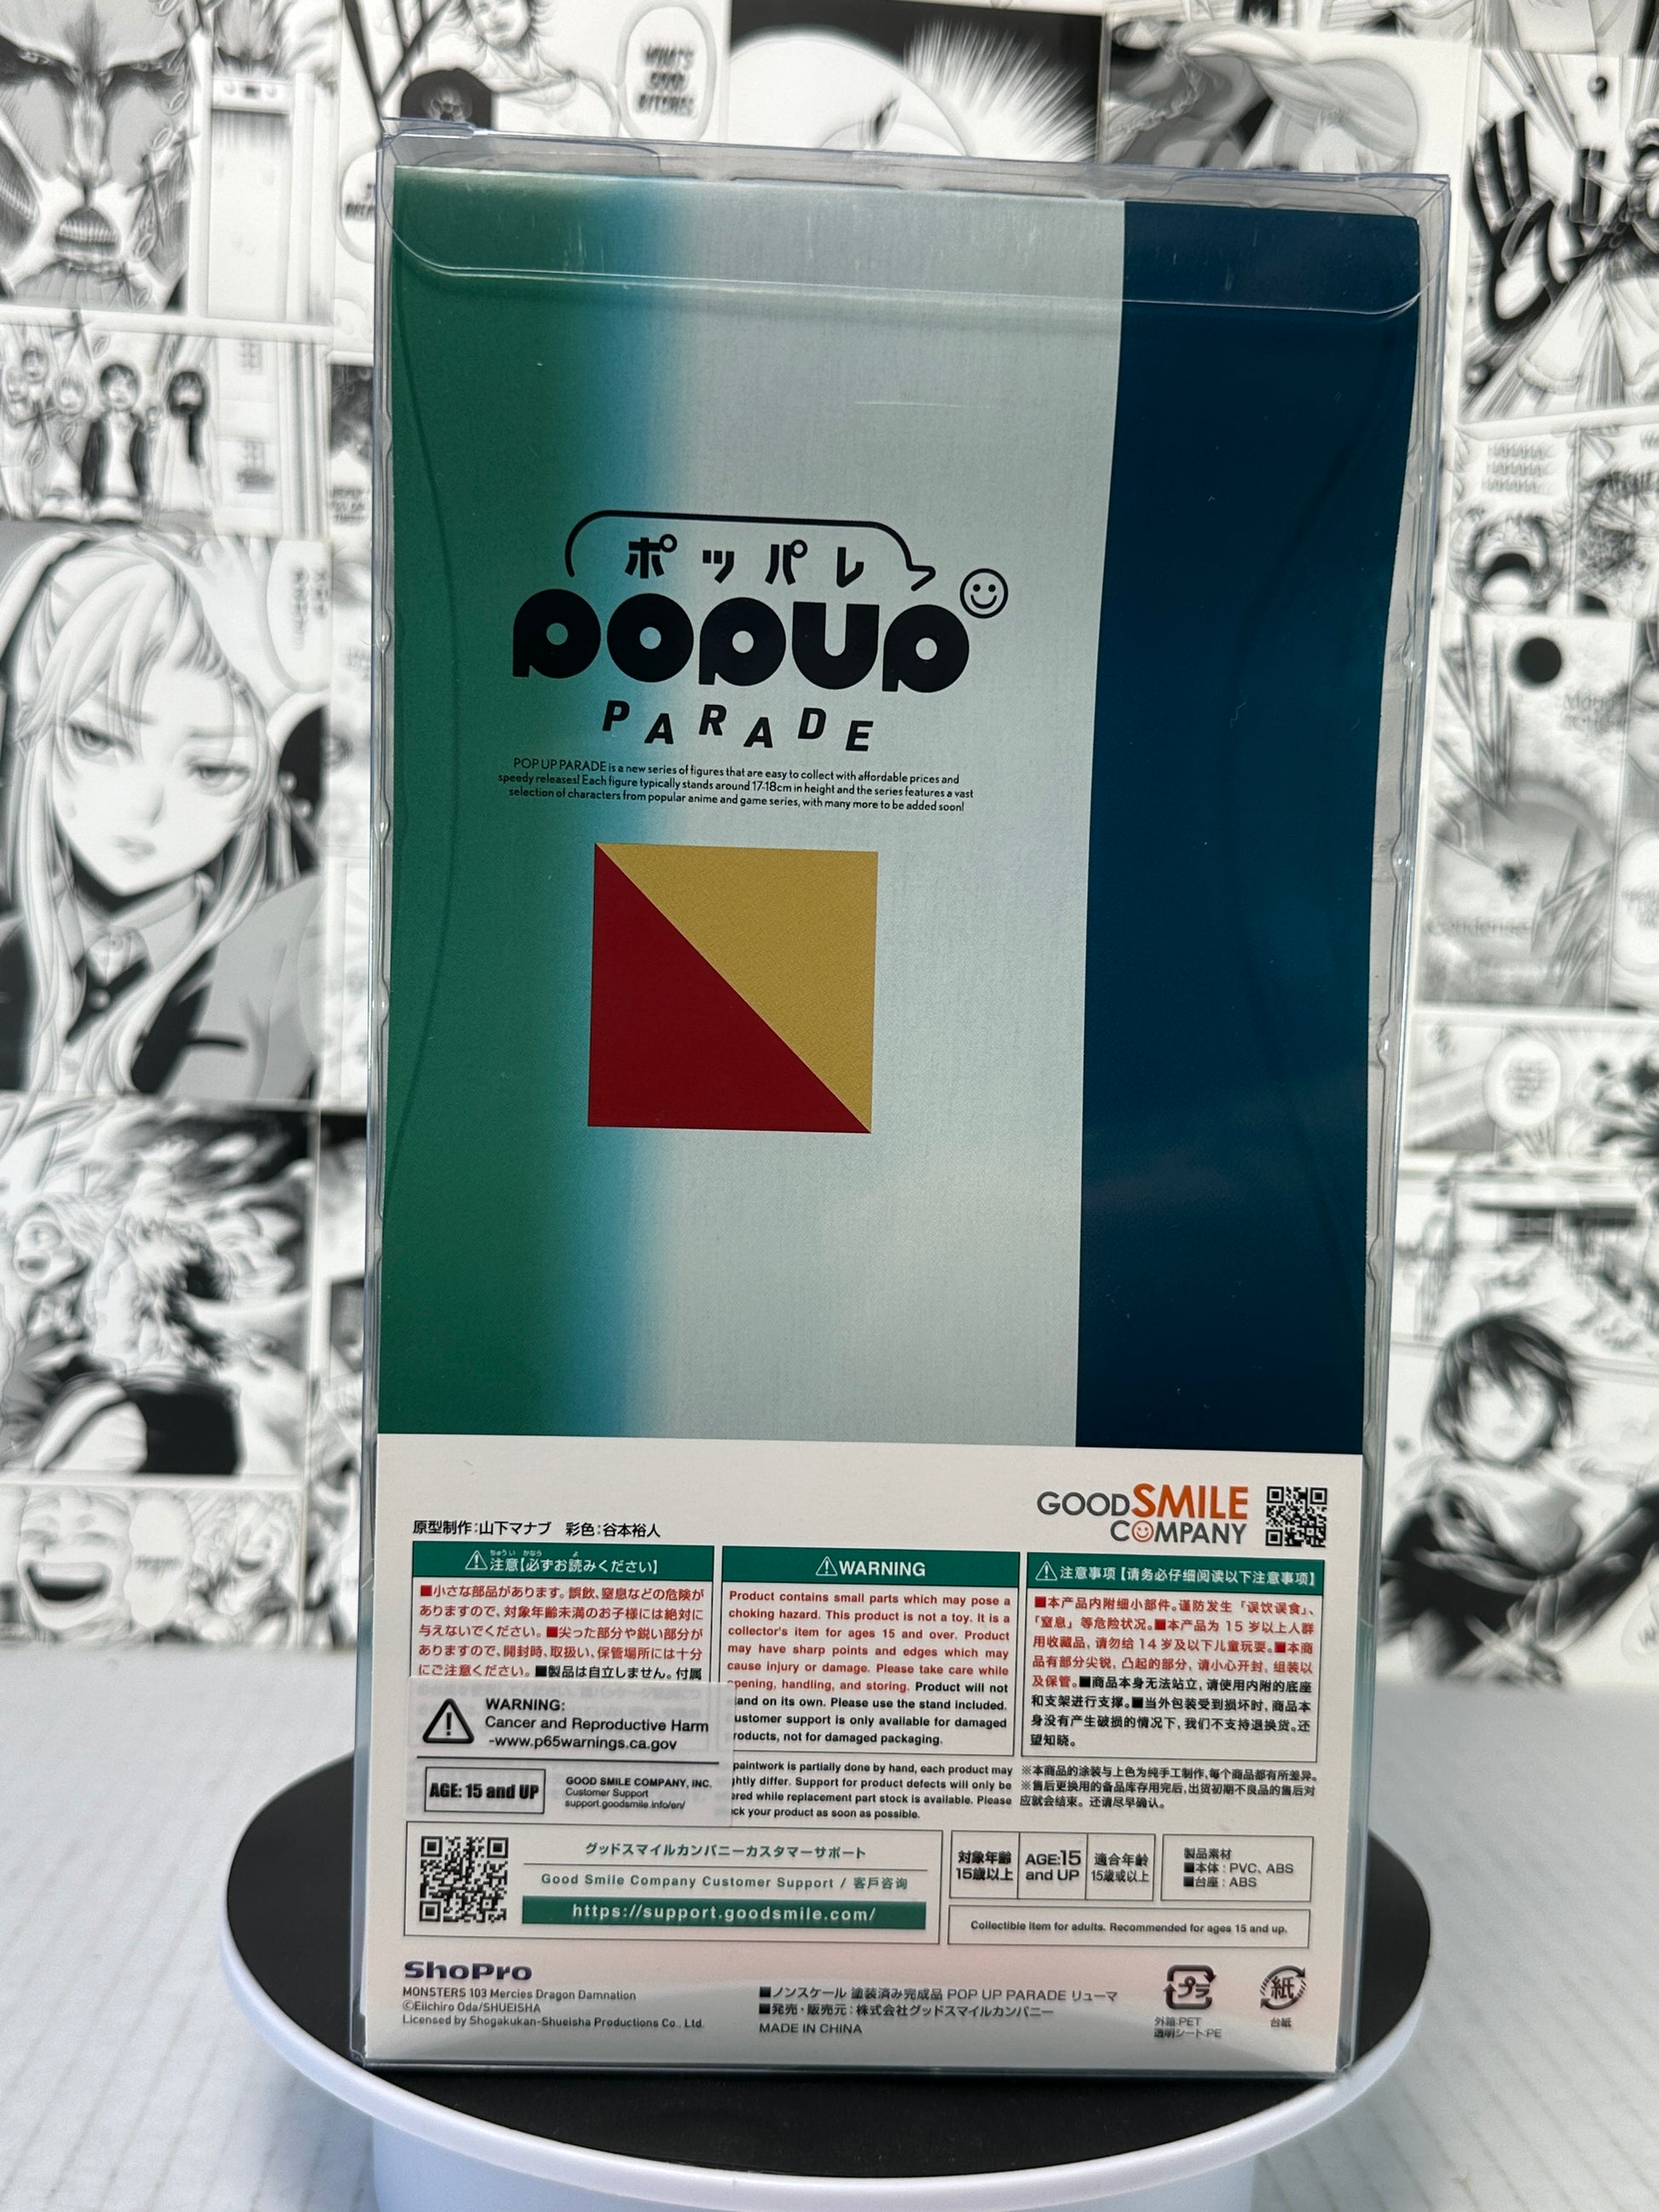 WHAT'S
GOOD
BITCHES!
ポッパレ
POPUP
PARADE
POP UP PARADE is a new series of figures that are easy to collect with affordable prices and
speedy releases! Each figure typically stands around 17-18cm in height and the series features a vast
selection of characters from popular anime and game series, with many more to be added soon!
GOODSMILE
COMPANY
原型制作:山下マナブ 彩色:谷本裕人
⚠注意【必ずお読みください】
■小さな部品があります。誤飲、窒息などの危険が
ありますので、対象年齢未満のお子様には絶対に
与えないでください。■尖った部分や鋭い部分が
ありますので、開封時、取扱い、保管場所には十分
にご注意ください。■製品は自立しません。付属
⚠WARNING
Product contains small parts which may pose a
choking hazard. This product is not a toy. It is a
collector's item for ages 15 and over. Product
may have sharp points and edges which may
cause injury or damage. Please take care while
opening, handling, and storing. Product will not
and on its own. Please use the stand included.
ustomer support is only available for damaged
roducts, not for damaged packaging.
paintwork is partially done by hand, each product may
ghtly differ. Support for product defects will only be
ered while replacement part stock is available. Please
ck your product as soon as possible.
⚠注意事项【请务必仔细阅读以下注意事项】
■本产品内附细小部件。谨防发生「误饮误食」、
「窒息」等危险状况。■本产品为 15 岁以上人群
用收藏品，请勿给 14 岁及以下儿童玩耍。■本商
品有部分尖锐，凸起的部分，请小心开封，组装以
及保管。■商品本身无法站立，请使用内附的底座
和支架进行支撑。■当外包装受到损坏时，商品本
身没有产生破损的情况下，我们不支持退换货。还
望知晓。
※本商品的涂装与上色为纯手工制作,每个商品都有所差异。
※售后更换用的备品库存用完后,出货初期不良品的售后对
应就会结束。还请尽早确认。
WARNING:
Cancer and Reproductive Harm
-www.p65warnings.ca.gov
AGE: 15 and UP
GOOD SMILE COMPANY, INC.
Customer Support
support.goodsmile.info/en/
グッドスマイルカンパニーカスタマーサポート
Good Smile Company Customer Support / 客戶咨询
https://support.goodsmile.com/
対象年齢
15歳以上
AGE:15
and UP
適合年齡
15歲或以上
製品素材
■本体：PVC、ABS
■台座：ABS
Collectible item for adults. Recommended for ages 15 and up.
ShoPro
MONSTERS 103 Mercies Dragon Damnation
©Eiichiro Oda/SHUEISHA
Licensed by Shogakukan-Shueisha Productions Co., Ltd.
■ノンスケール 塗装済み完成品 POP UP PARADE リューマ
■発売・販売元：株式会社グッドスマイルカンパニー
MADE IN CHINA
プラ
外箱:PET
透明シート:PE
紙
台紙